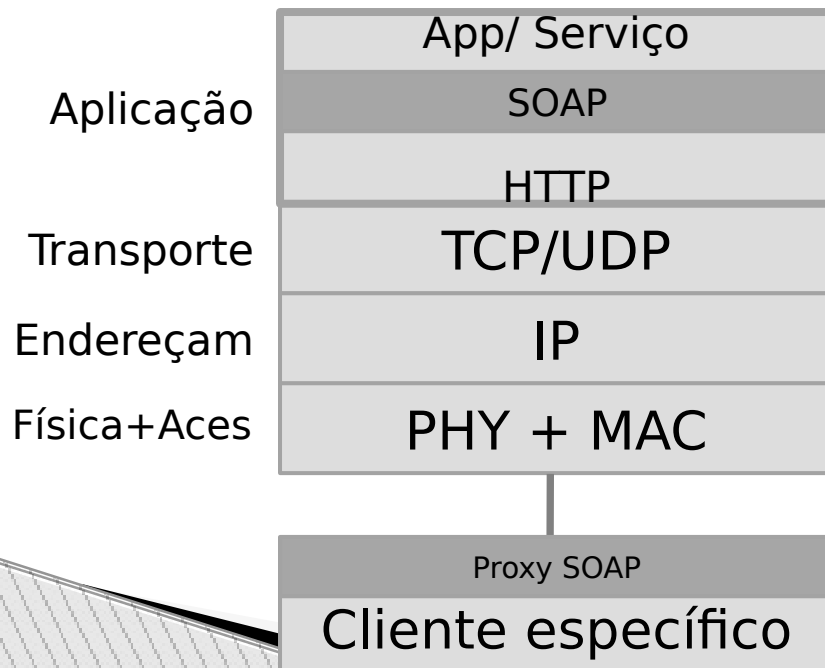 App/ Serviço
Aplicação
SOAP
HTTP
Transporte
TCP/UDP
Endereçam
IP
Física+Aces
PHY + MAC
Proxy SOAP
Cliente específico